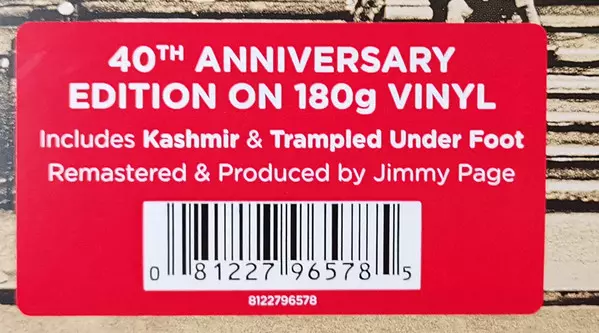 40TH ANNIVERSARY
EDITION ON 180g VINYL
Includes Kashmir & Trampled Under Foot
Remastered & Produced by Jimmy Page
0 81227 96578 5
8122796578